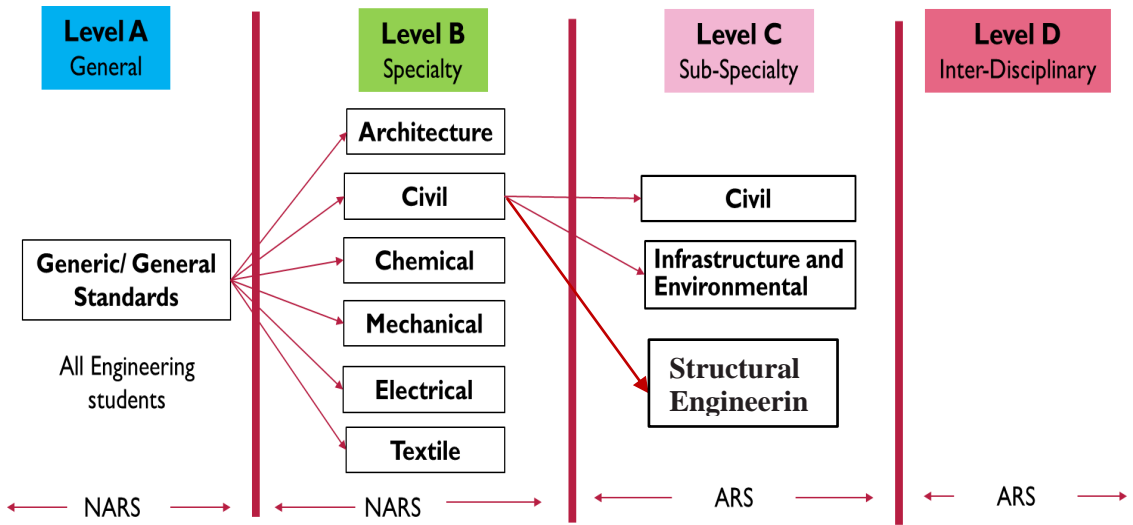 Level A
General
Level B
Specialty
Level C
Sub-Specialty
Level D
Inter-Disciplinary
Generic/ General
Standards
All Engineering
students
Architecture
Civil
Chemical
Mechanical
Electrical
Textile
Civil
Infrastructure and
Environmental
Structural
Engineerin
NARS
NARS
ARS
ARS